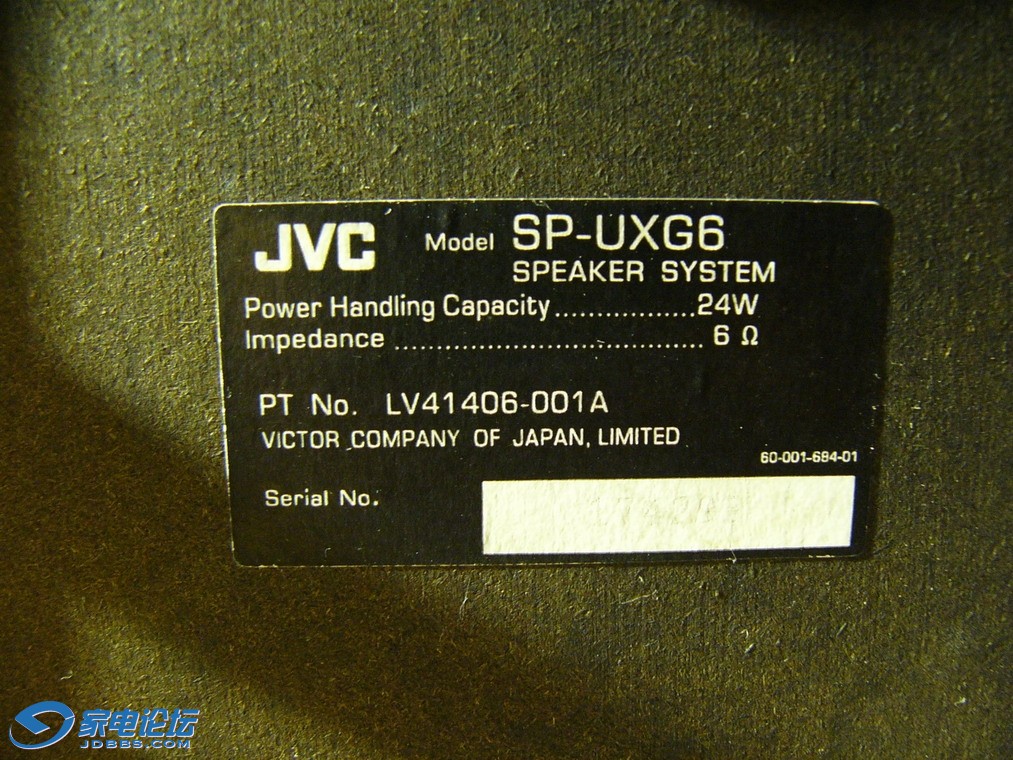 JVC Model SP-UXG6
SPEAKER SYSTEM
Power Handling Capacity.................24W
Impedance ..................................... 6 Ω
PT No. LV41406-001A
VICTOR COMPANY OF JAPAN, LIMITED
60-001-684-01
Serial No.
家电论坛
JDBBS.COM